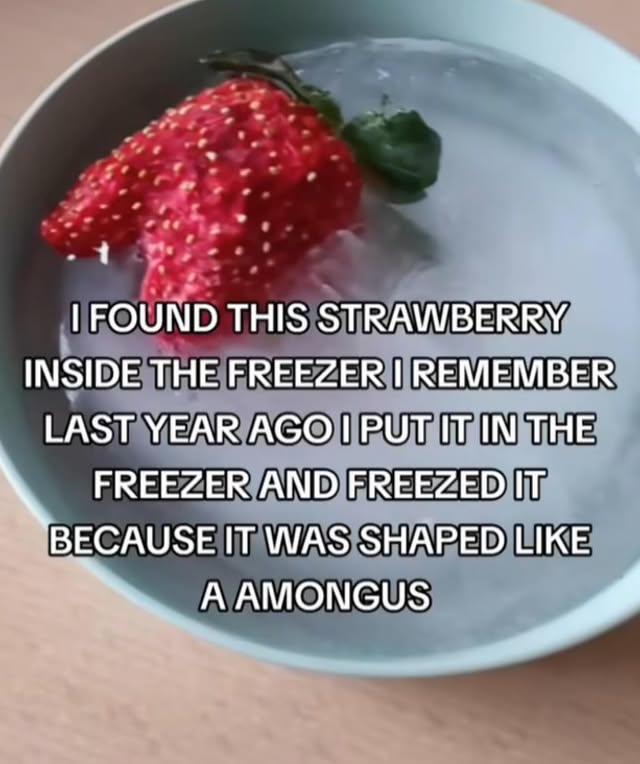 I FOUND THIS STRAWBERRY
INSIDE THE FREEZER I REMEMBER
LAST YEAR AGO I PUT IT IN THE
FREEZER AND FREEZED IT
BECAUSE IT WAS SHAPED LIKE
A AMONGUS